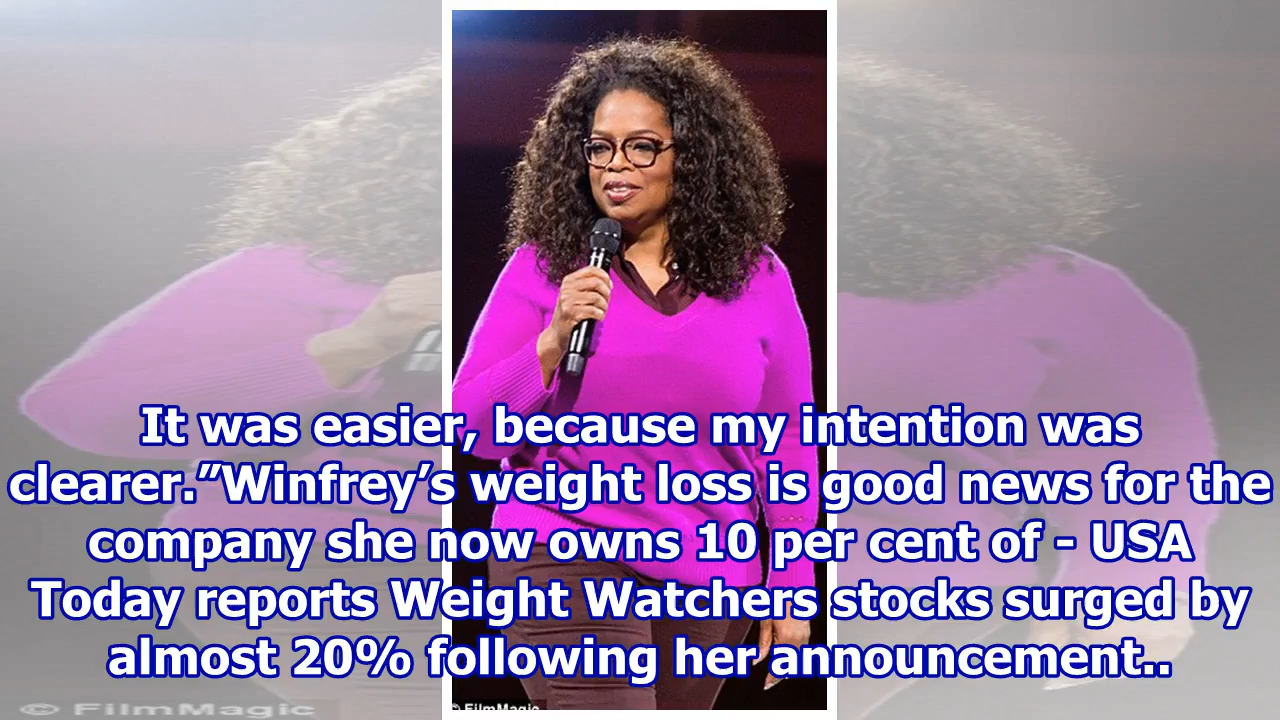 It was easier, because my intention was
clearer.”Winfrey’s weight loss is good news for the
company she now owns 10 per cent of - USA
Today reports Weight Watchers stocks surged by
almost 20% following her announcement..
© FilmMagic
© FilmMagic